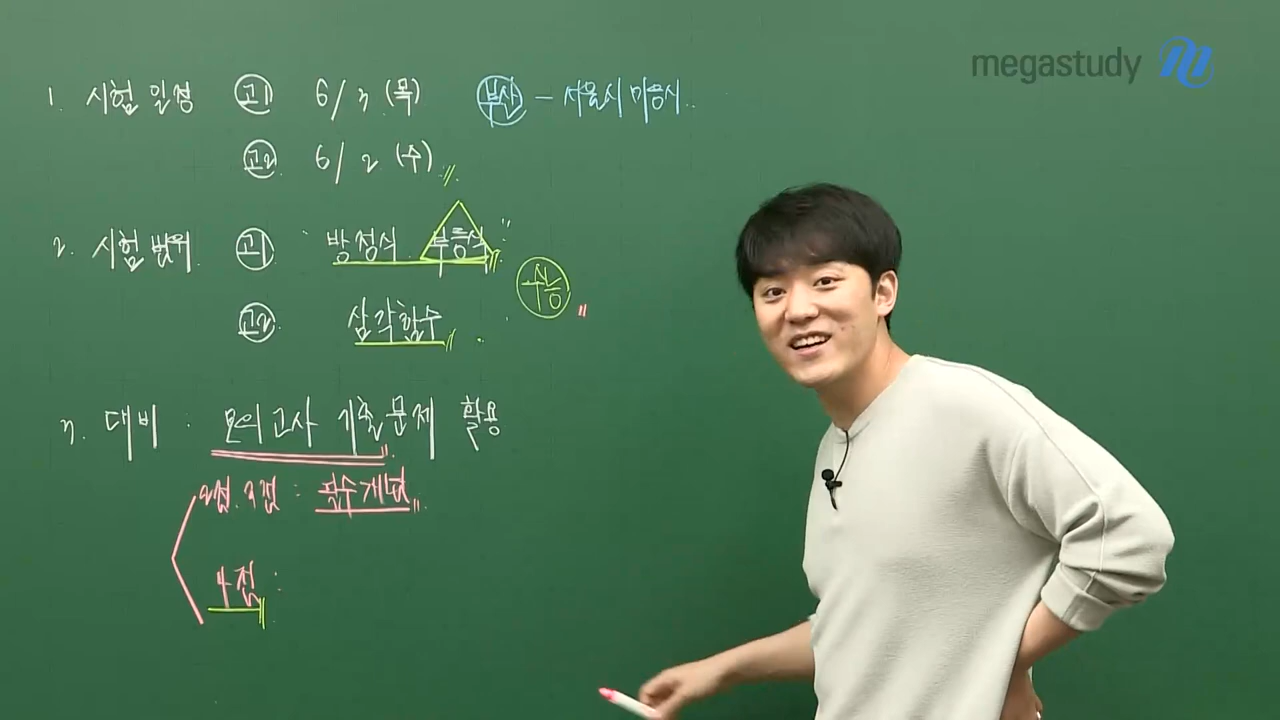 megastudy
1. 시험 일정 고1 6/3 (목) 부산 - 서울시 미응시
고2 6/2 (수)
2. 시험 범위 고1 방정식 부등식
수상
고2 삼각함수
3. 대비 : 모의고사 기출문제 활용
2점, 3점 : 필수개념
4점 :